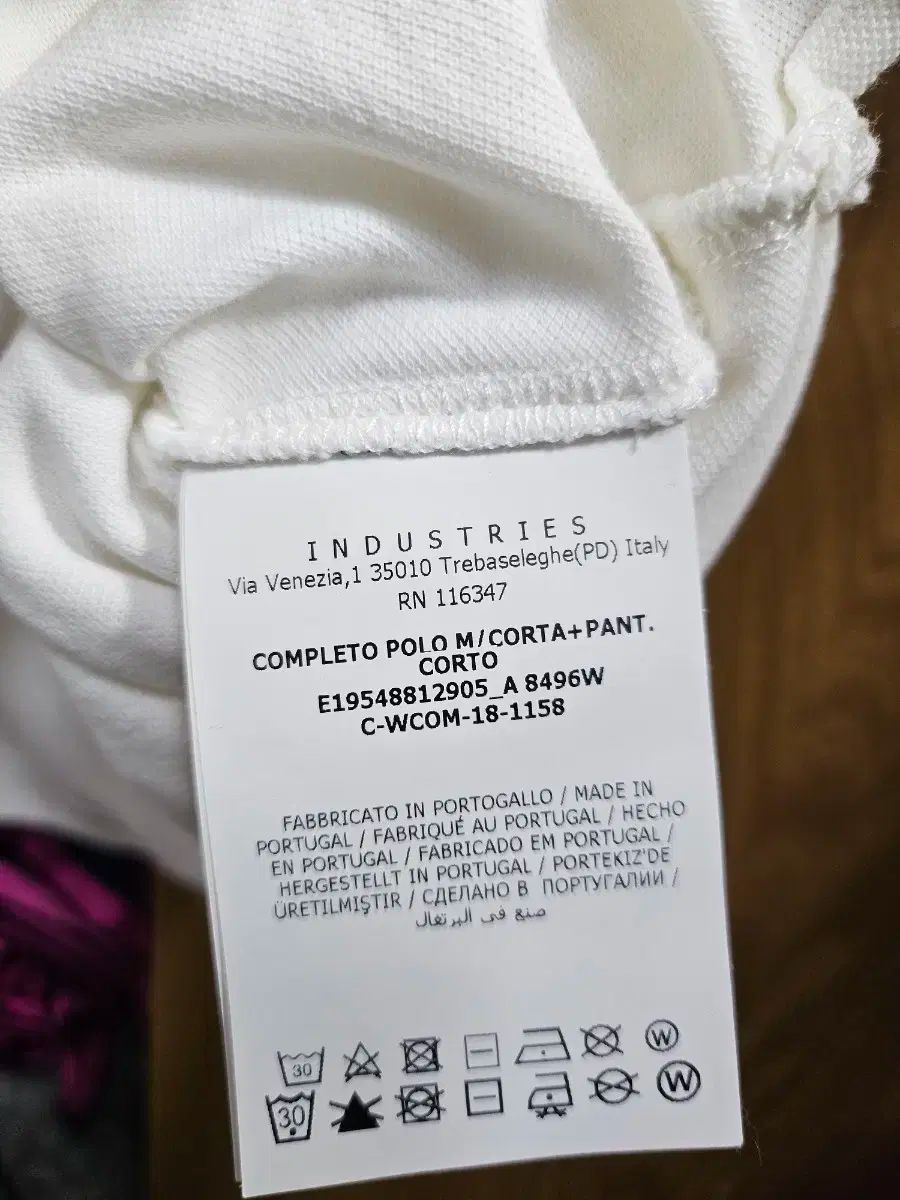 INDUSTRIES
Via Venezia,1 35010 Trebaseleghe(PD) Italy
RN 116347
COMPLETO POLO M/CORTA+PANT.
CORTO
E19548812905_A 8496W
C-WCOM-18-1158
FABBRICATO IN PORTOGALLO / MADE IN
PORTUGAL / FABRIQUÉ AU PORTUGAL / HECHO
EN PORTUGAL / FABRICADO EM PORTUGAL /
HERGESTELLT IN PORTUGAL / PORTEKIZ'DE
ÜRETILMIŞTIR / СДЕЛАНО В ПОРТУГАЛИИ /
صنع في البرتغال
30 W
30 W